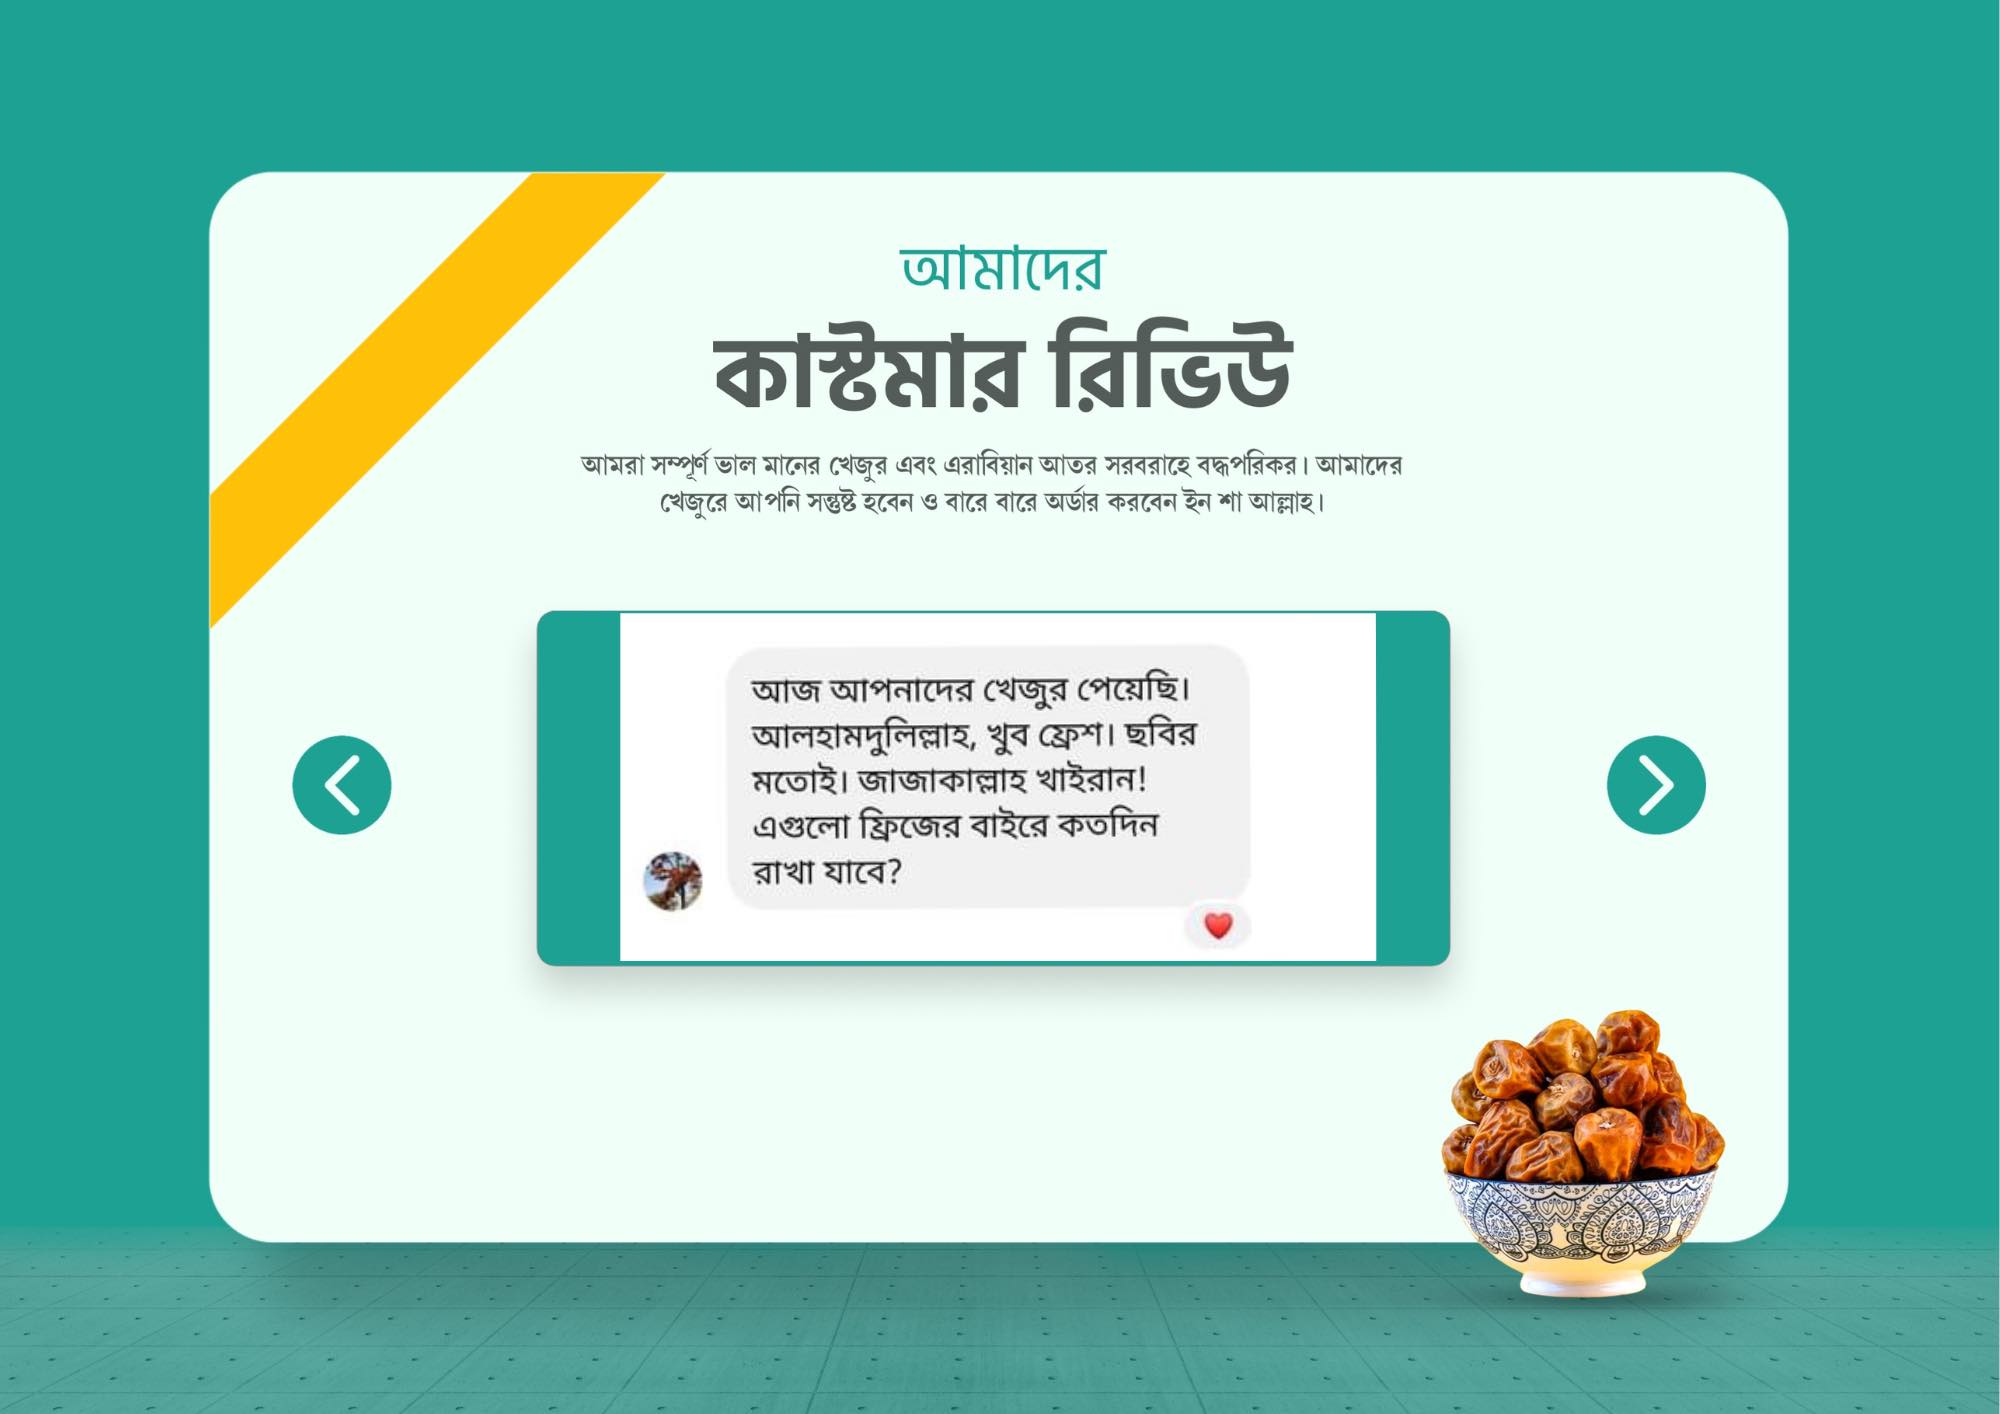 আমাদের
কাস্টমার রিভিউ
আমরা সম্পূর্ণ ভাল মানের খেজুর এবং এরাবিয়ান আতর সরবরাহে বদ্ধপরিকর। আমাদের
খেজুরে আপনি সন্তুষ্ট হবেন ও বারে বারে অর্ডার করবেন ইন শা আল্লাহ।
আজ আপনাদের খেজুর পেয়েছি।
আলহামদুলিল্লাহ, খুব ফ্রেশ। ছবির
মতোই। জাজাকাল্লাহ খাইরান!
এগুলো ফ্রিজের বাইরে কতদিন
রাখা যাবে?